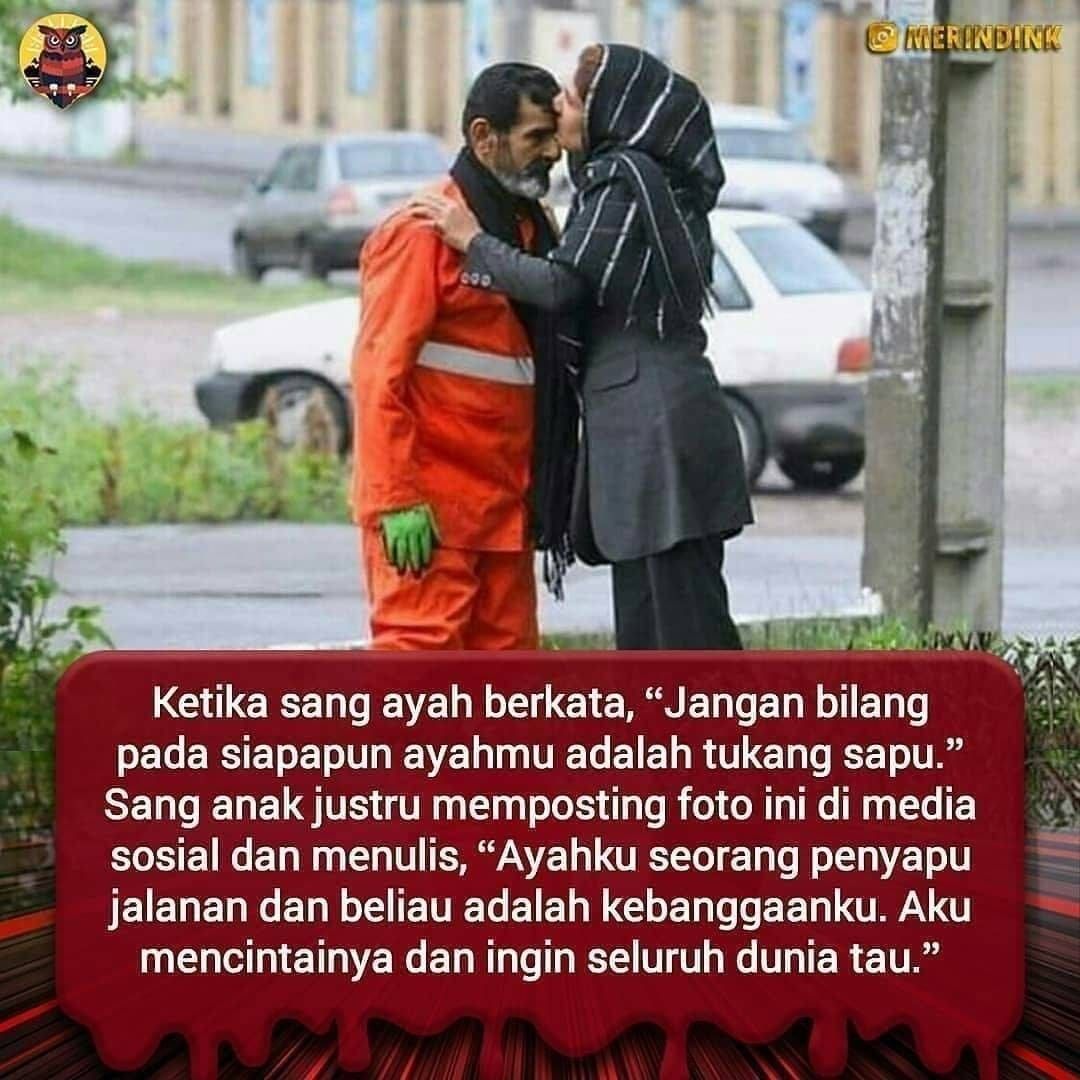 MERINDINK
Ketika sang ayah berkata, “Jangan bilang
pada siapapun ayahmu adalah tukang sapu.”
Sang anak justru memposting foto ini di media
sosial dan menulis, “Ayahku seorang penyapu
jalanan dan beliau adalah kebanggaanku. Aku
mencintainya dan ingin seluruh dunia tau.”